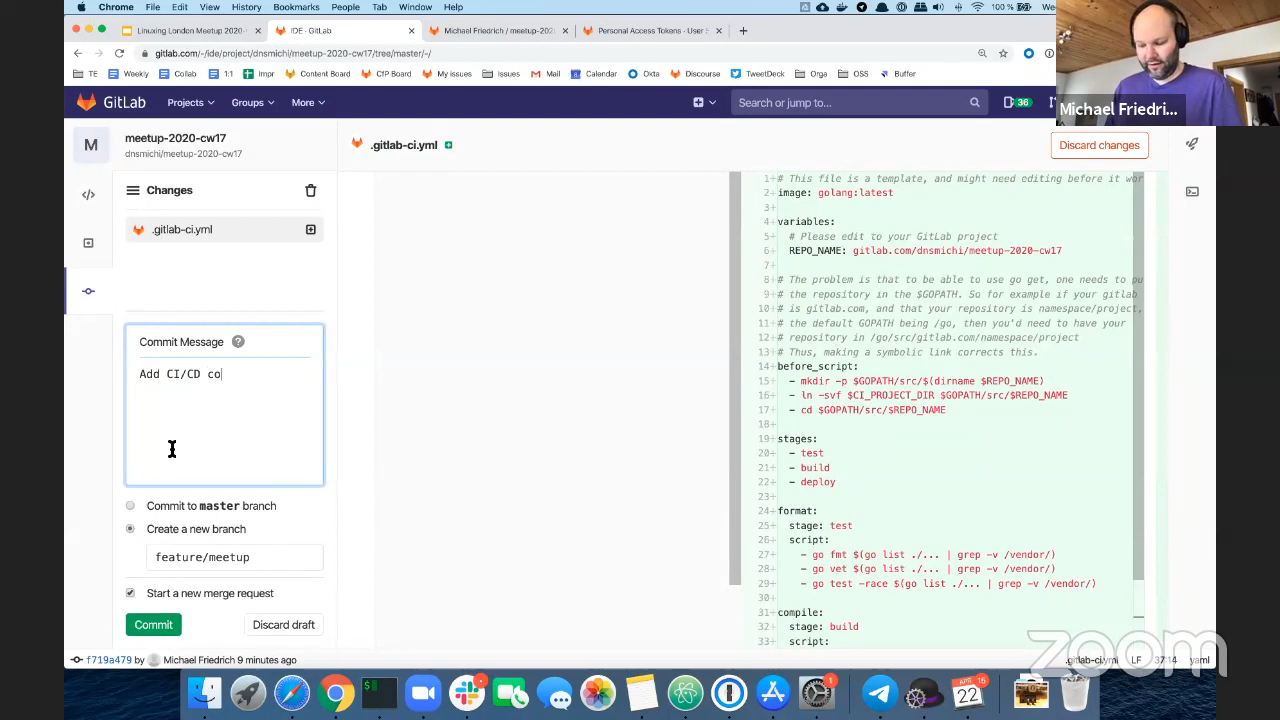 Chrome File Edit View History Bookmarks People Tab Window Help
100 %
We
Linuxing London Meetup 2020-
IDE · GitLab
Michael Friedrich / meetup-202
Personal Access Tokens · User S
gitlab.com/-/ide/project/dnsmichi/meetup-2020-cw17/tree/master/-/
TE Weekly Collab 1:1 Impr Content Board CfP Board My issues Issues Mail Calendar Okta Discourse TweetDeck Orga OSS Buffer
Michael Friedri...
GitLab Projects Groups More
Search or jump to...
36
M
meetup-2020-cw17
dnsmichi/meetup-2020-cw17
.gitlab-ci.yml
Discard changes
Changes
.gitlab-ci.yml
Commit Message
Add CI/CD co
Commit to master branch
Create a new branch
feature/meetup
Start a new merge request
Commit
Discard draft
1+ # This file is a template, and might need editing before it wor
2+ image: golang:latest
3+
4+ variables:
5+ # Please edit to your GitLab project
6+ REPO_NAME: gitlab.com/dnsmichi/meetup-2020-cw17
7+
8+ # The problem is that to be able to use go get, one needs to pu
9+ # the repository in the $GOPATH. So for example if your gitlab
10+ # is gitlab.com, and that your repository is namespace/project,
11+ # the default GOPATH being /go, then you'd need to have your
12+ # repository in /go/src/gitlab.com/namespace/project
13+ # Thus, making a symbolic link corrects this.
14+ before_script:
15+ - mkdir -p $GOPATH/src/$(dirname $REPO_NAME)
16+ - ln -svf $CI_PROJECT_DIR $GOPATH/src/$REPO_NAME
17+ - cd $GOPATH/src/$REPO_NAME
18+
19+ stages:
20+ - test
21+ - build
22+ - deploy
23+
24+ format:
25+ stage: test
26+ script:
27+ - go fmt $(go list ./... | grep -v /vendor/)
28+ - go vet $(go list ./... | grep -v /vendor/)
29+ - go test -race $(go list ./... | grep -v /vendor/)
30+
31+ compile:
32+ stage: build
33+ script:
f719a479 by Michael Friedrich 9 minutes ago
.gitlab-ci.yml LF 37:14 yaml
zoom
APR
22
15
1